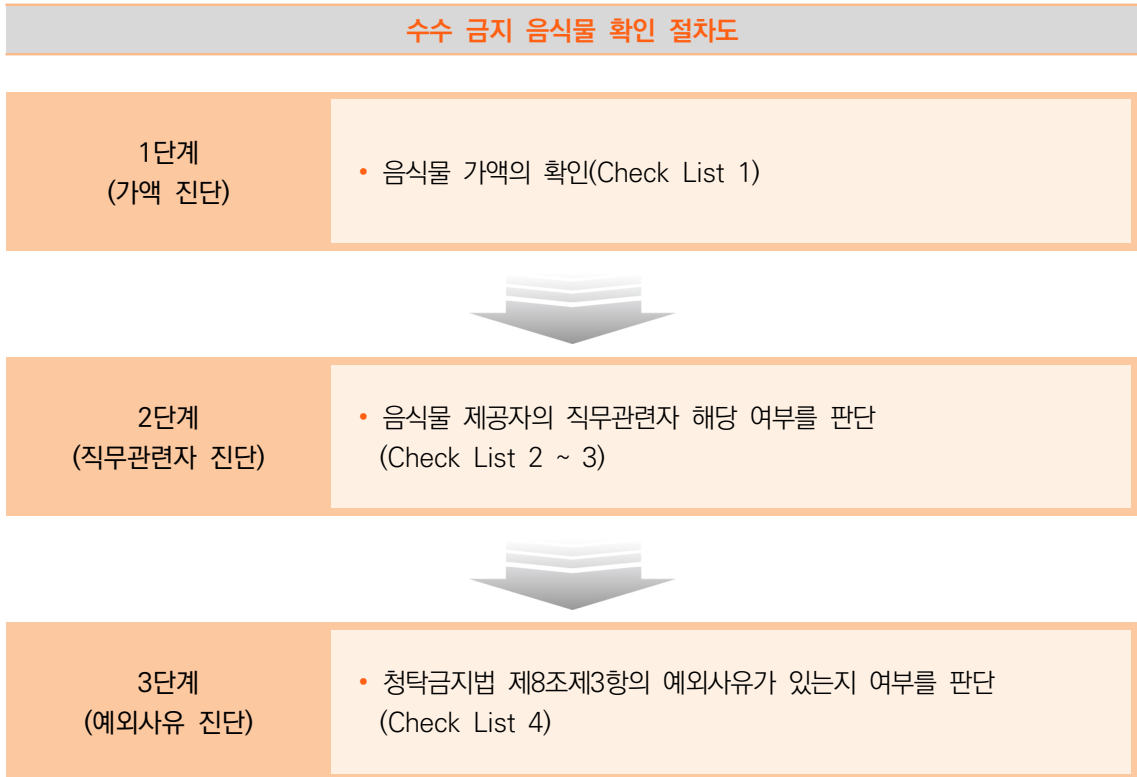 수수 금지 음식물 확인 절차도
1단계
(가액 진단)
• 음식물 가액의 확인(Check List 1)
2단계
(직무관련자 진단)
• 음식물 제공자의 직무관련자 해당 여부를 판단
(Check List 2 ~ 3)
3단계
(예외사유 진단)
• 청탁금지법 제8조제3항의 예외사유가 있는지 여부를 판단
(Check List 4)